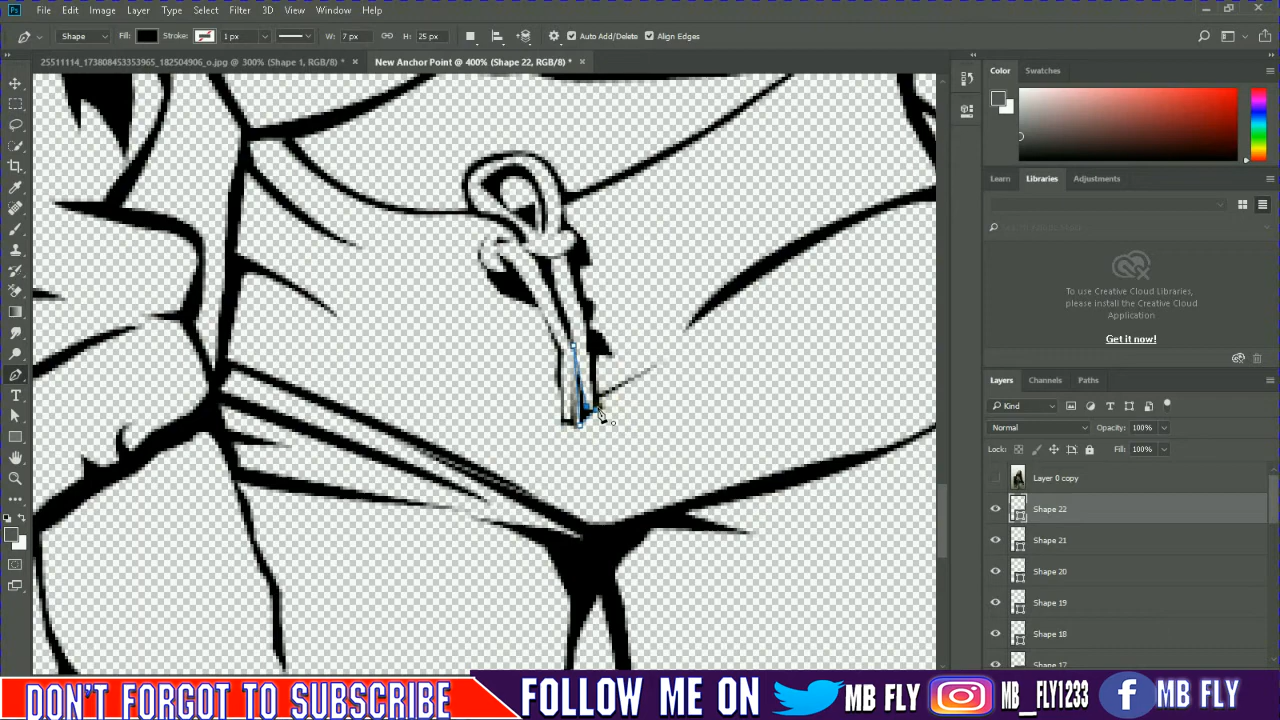 Ps File Edit Image Layer Type Select Filter 3D View Window Help
Shape Fill: Stroke: 1 px W: 7 px H: 25 px Auto Add/Delete Align Edges
25511114_173808453353965_182504906_o.jpg @ 300% (Shape 1, RGB/8) *
New Anchor Point @ 400% (Shape 22, RGB/8) *
Color Swatches
Learn Libraries Adjustments
To use Creative Cloud Libraries,
please install the Creative Cloud
Application
Get it now!
Layers Channels Paths
Kind
Normal Opacity: 100%
Lock: Fill: 100%
Layer 0 copy
Shape 22
Shape 21
Shape 20
Shape 19
Shape 18
Shape 17
DON'T FORGOT TO SUBSCRIBE
FOLLOW ME ON MB FLY MB_FLY1233 MB FLY